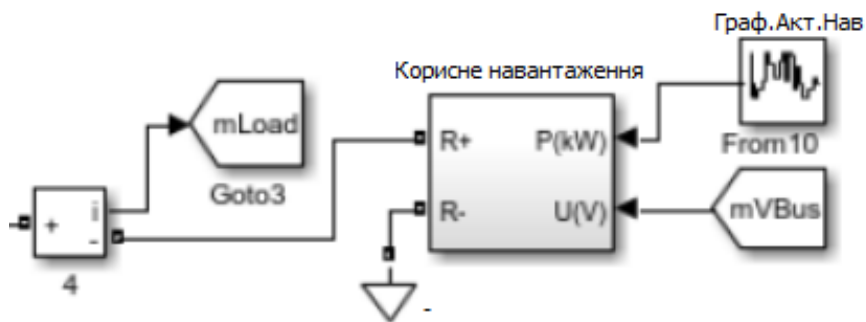 Граф.Акт.Нав
Корисне навантаження
mLoad
Goto3
R+
P(kW)
From10
R-
U(V)
mVBus
+
i
-
4
-